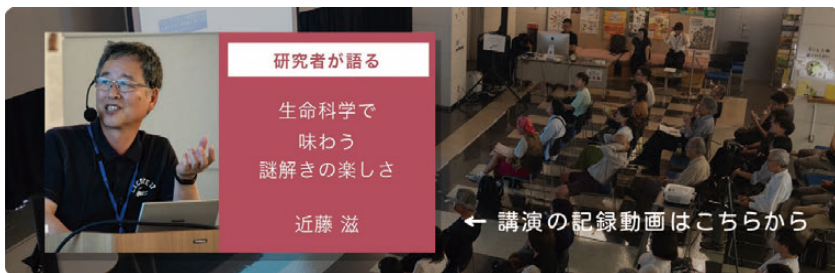 研究者が語る
生命科学で
味わう
謎解きの楽しさ
近藤 滋
← 講演の記録動画はこちらから